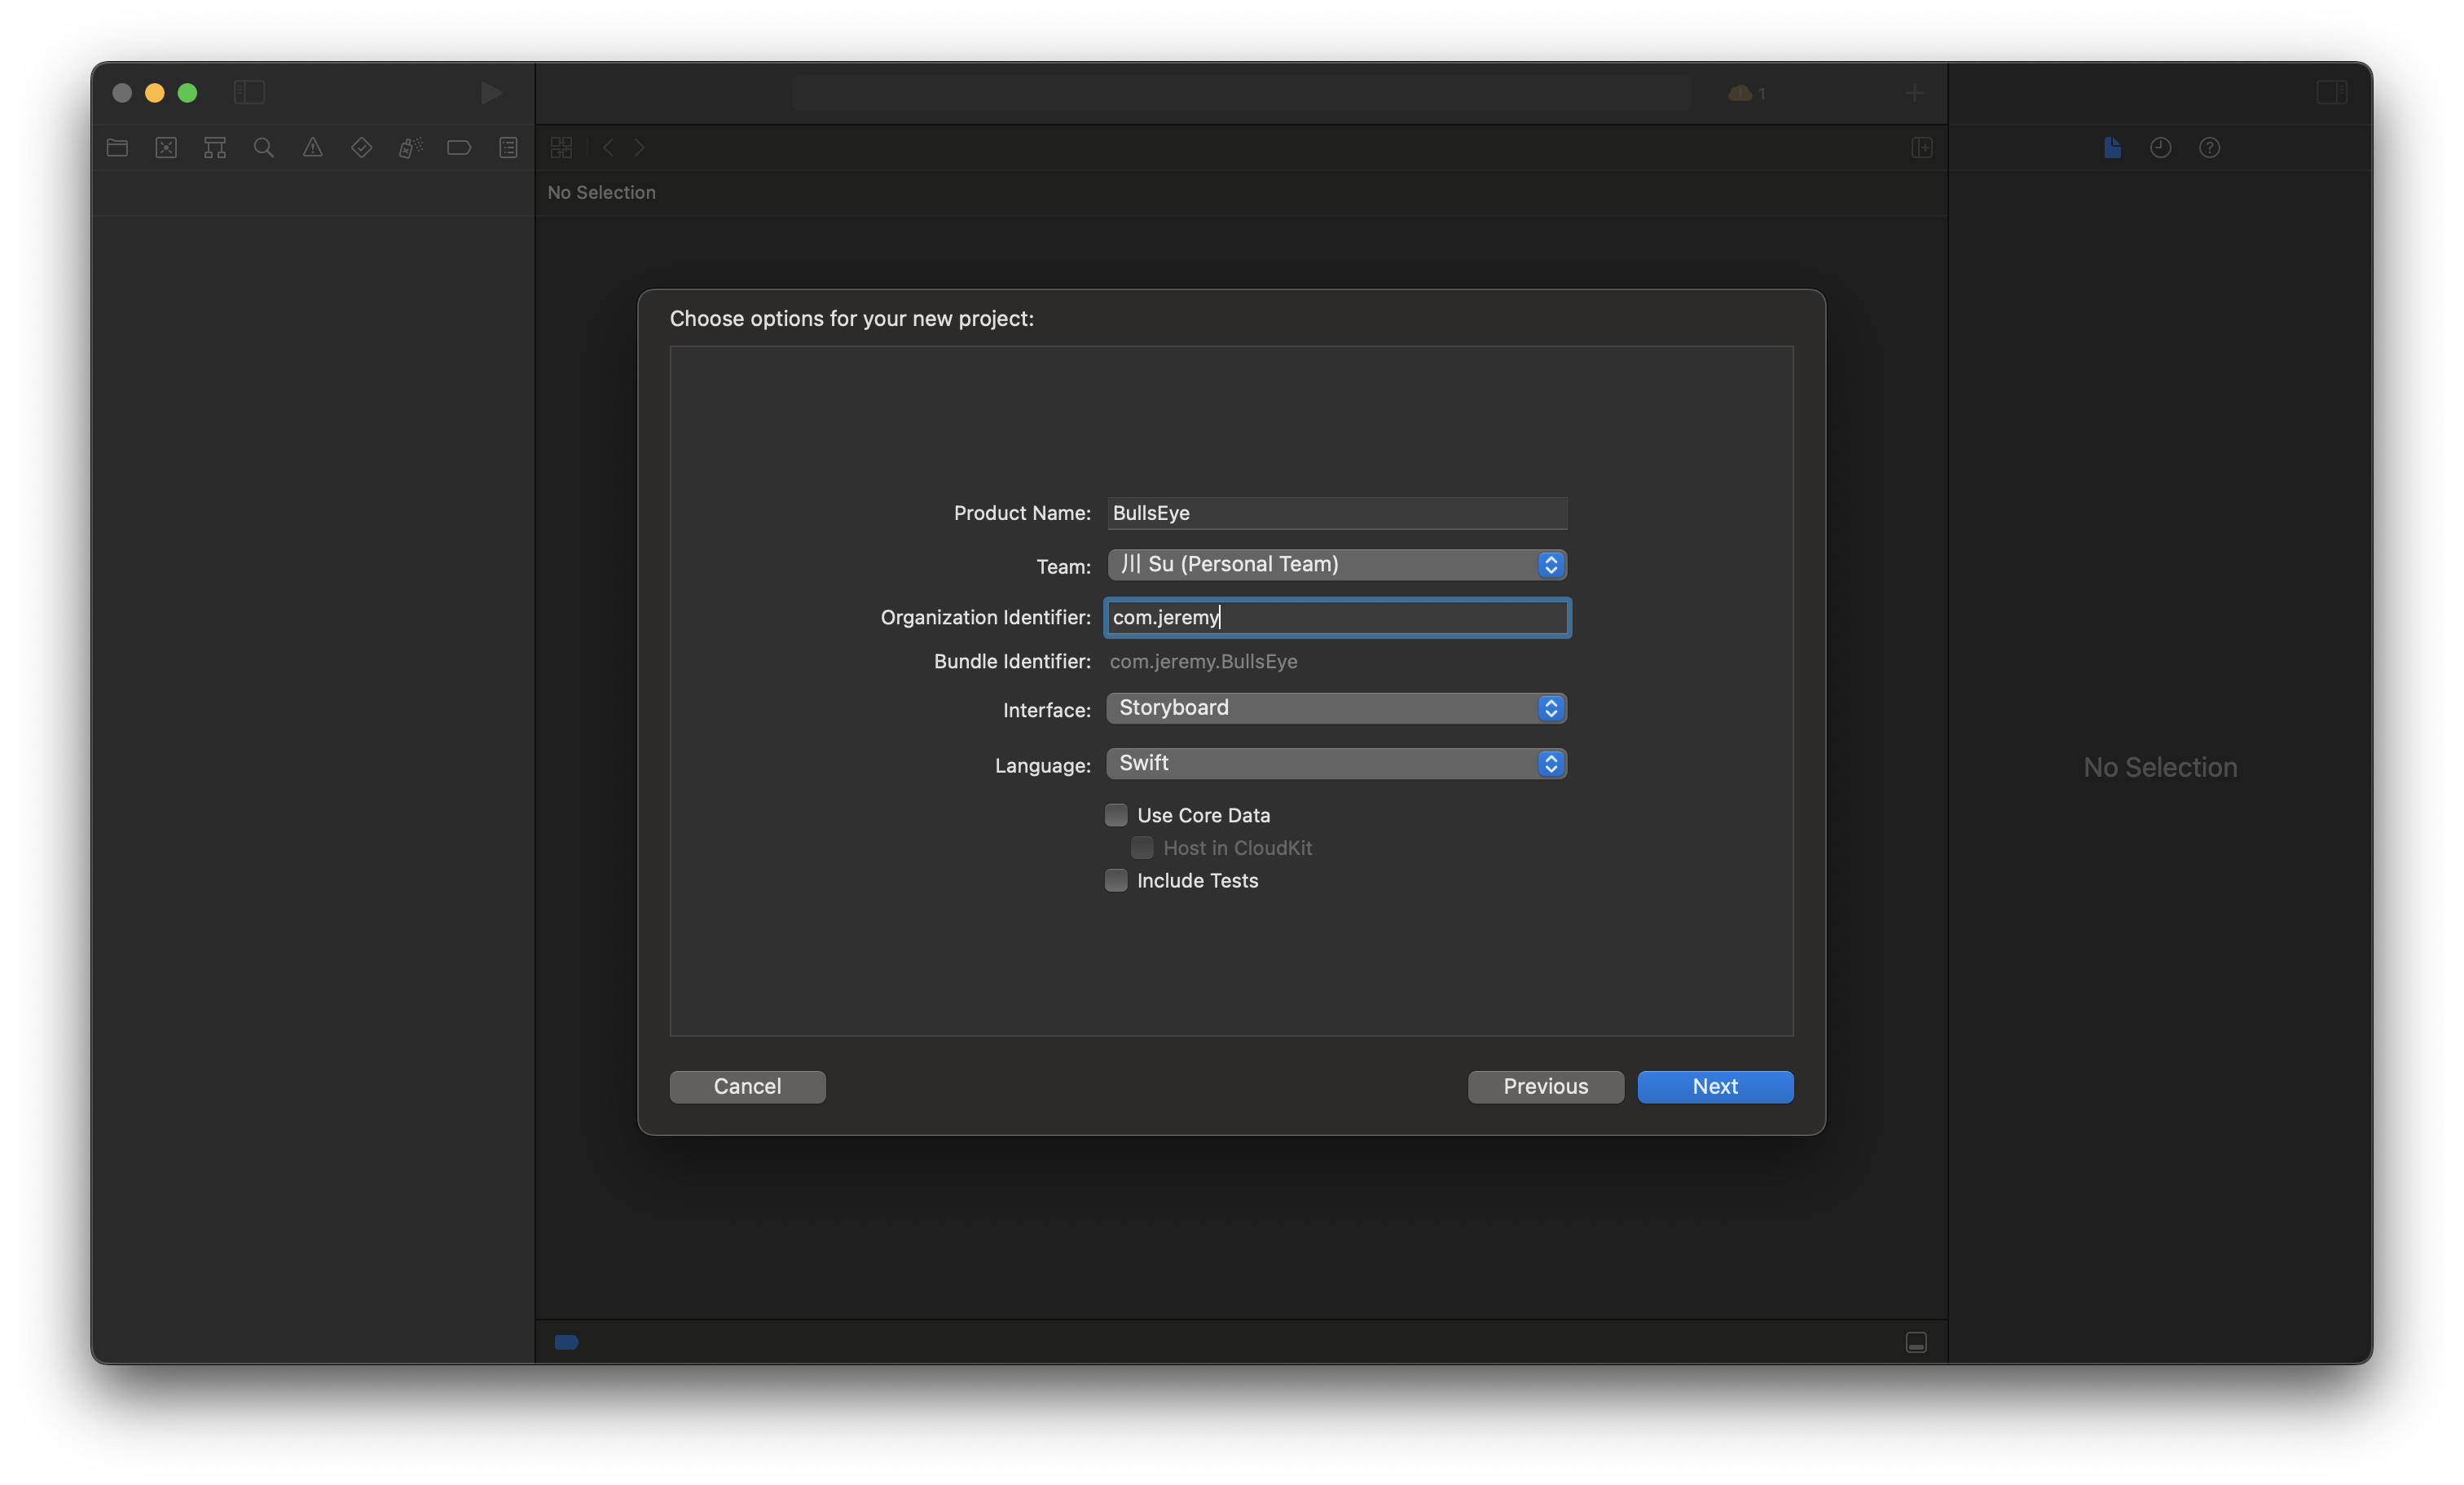 1
No Selection
Choose options for your new project:
Product Name: BullsEye
Team: 川 Su (Personal Team)
Organization Identifier: com.jeremy
Bundle Identifier: com.jeremy.BullsEye
Interface: Storyboard
Language: Swift
Use Core Data
Host in CloudKit
Include Tests
Cancel Previous Next
No Selection